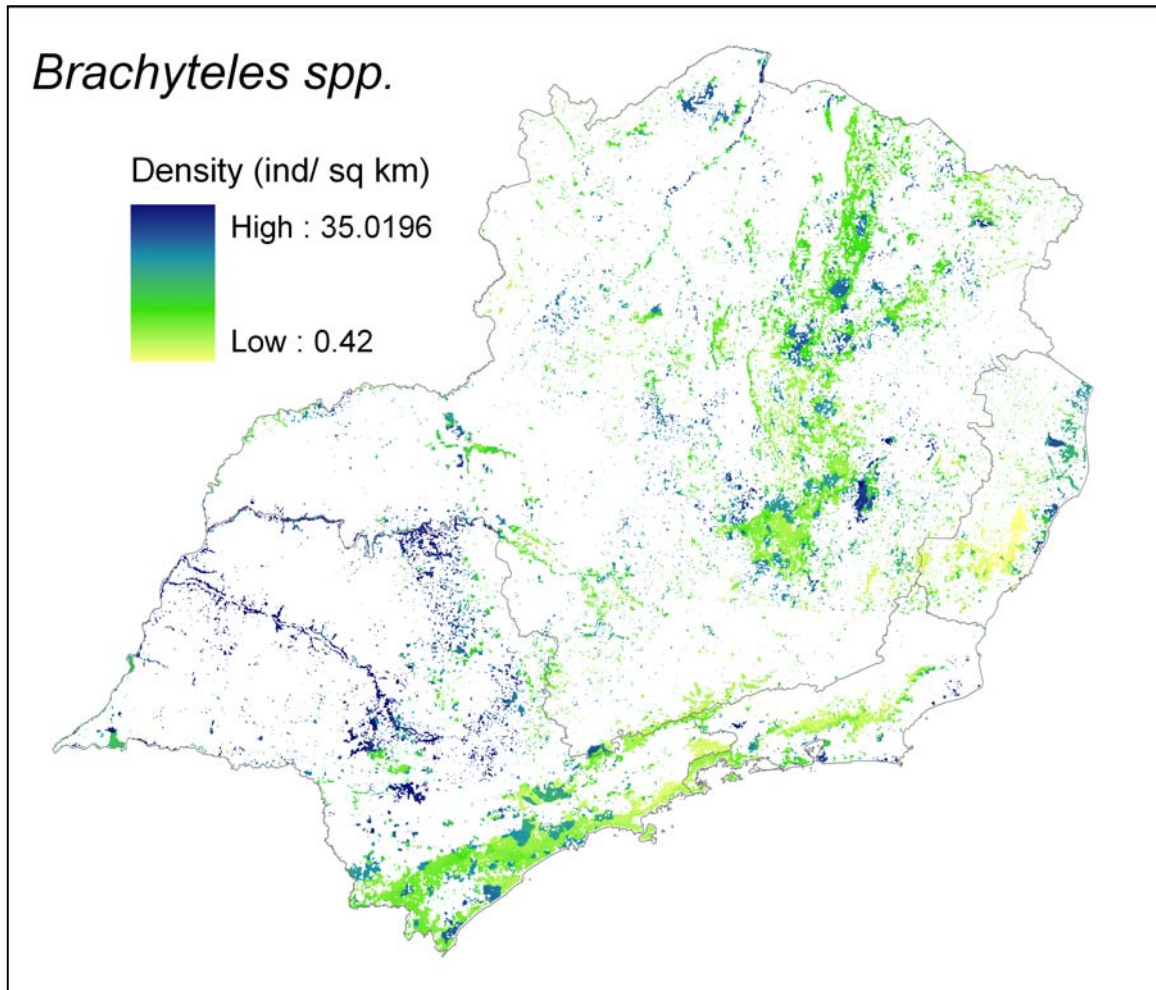 Brachyteles spp.
Density (ind/ sq km)
High : 35.0196
Low : 0.42